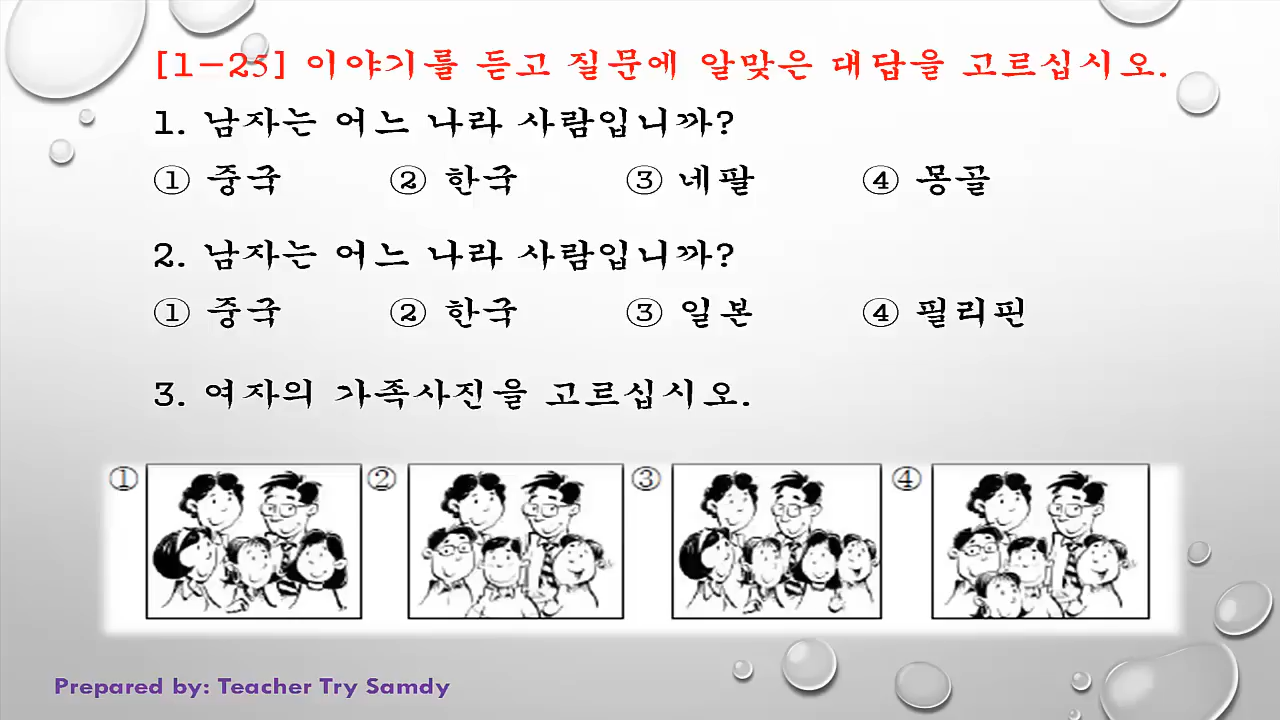 [1-25] 이야기를 듣고 질문에 알맞은 대답을 고르십시오.
1. 남자는 어느 나라 사람입니까?
① 중국 ② 한국 ③ 네팔 ④ 몽골
2. 남자는 어느 나라 사람입니까?
① 중국 ② 한국 ③ 일본 ④ 필리핀
3. 여자의 가족사진을 고르십시오.
① ② ③ ④
Prepared by: Teacher Try Samdy